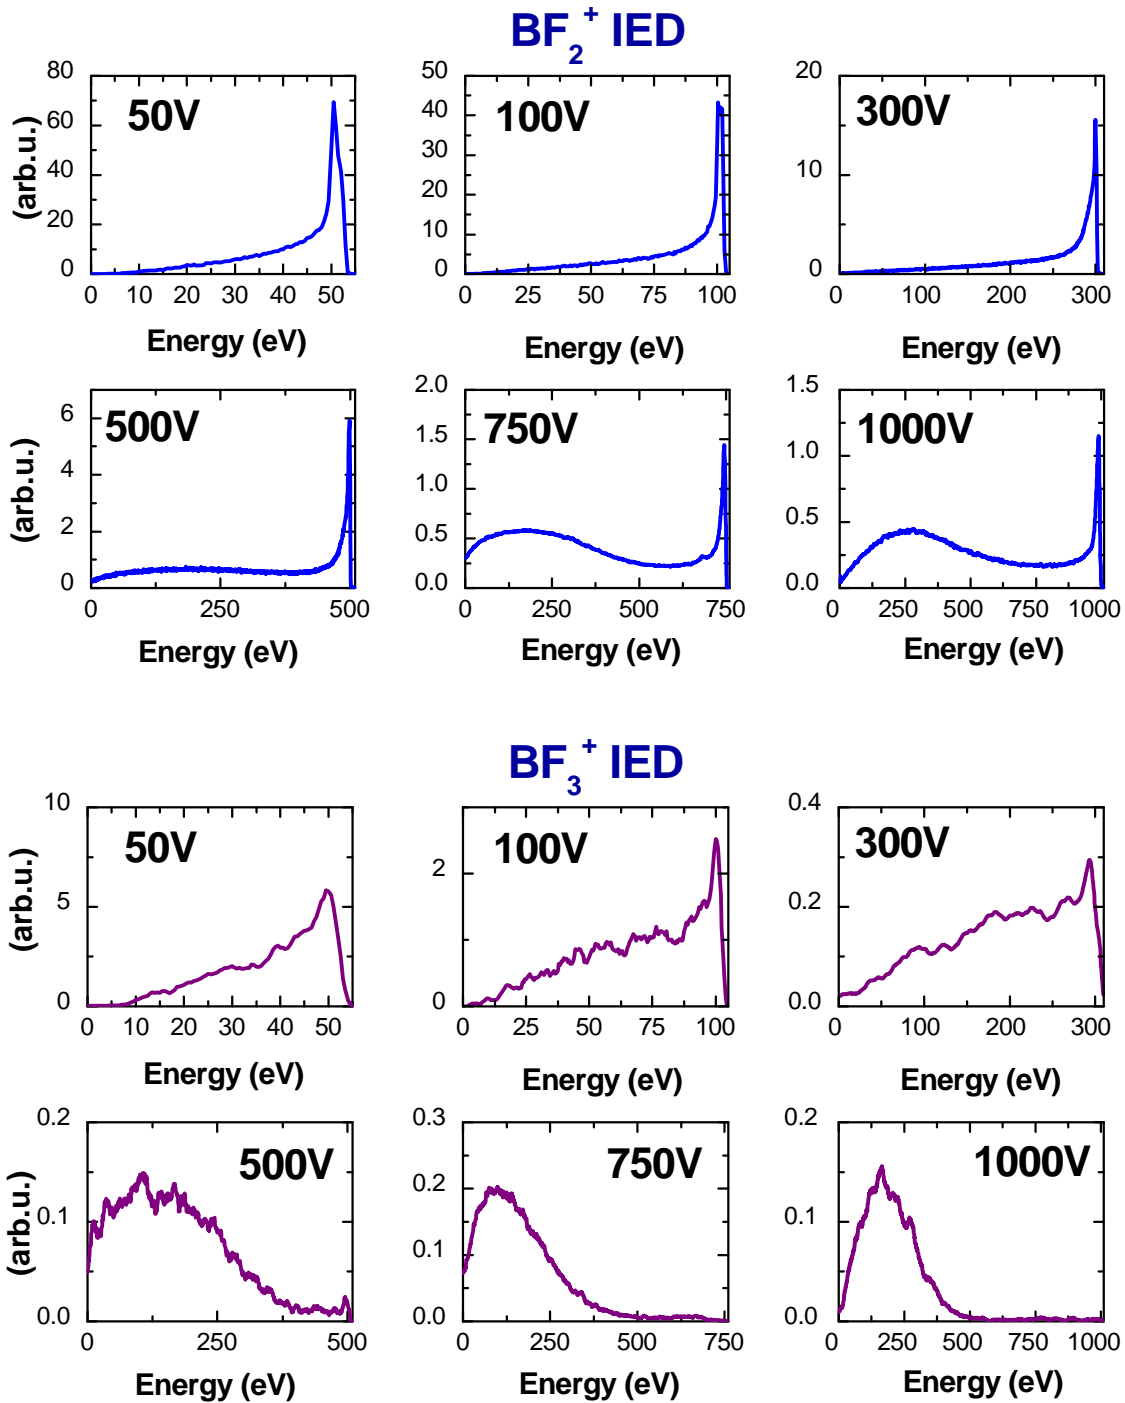 BF2+ IED
50V
100V
300V
(arb.u.)
80
60
40
20
0
0 10 20 30 40 50
Energy (eV)
50
40
30
20
10
0
0 25 50 75 100
Energy (eV)
20
10
0
0 100 200 300
Energy (eV)
500V
750V
1000V
(arb.u.)
6
4
2
0
0 250 500
Energy (eV)
2.0
1.5
1.0
0.5
0.0
0 250 500 750
Energy (eV)
1.5
1.0
0.5
0.0
0 250 500 750 1000
Energy (eV)
BF3+ IED
50V
100V
300V
(arb.u.)
10
5
0
0 10 20 30 40 50
Energy (eV)
2
1
0
0 25 50 75 100
Energy (eV)
0.4
0.2
0.0
0 100 200 300
Energy (eV)
500V
750V
1000V
(arb.u.)
0.2
0.1
0.0
0 250 500
Energy (eV)
0.3
0.2
0.1
0.0
0 250 500 750
Energy (eV)
0.2
0.1
0.0
0 250 500 750 1000
Energy (eV)